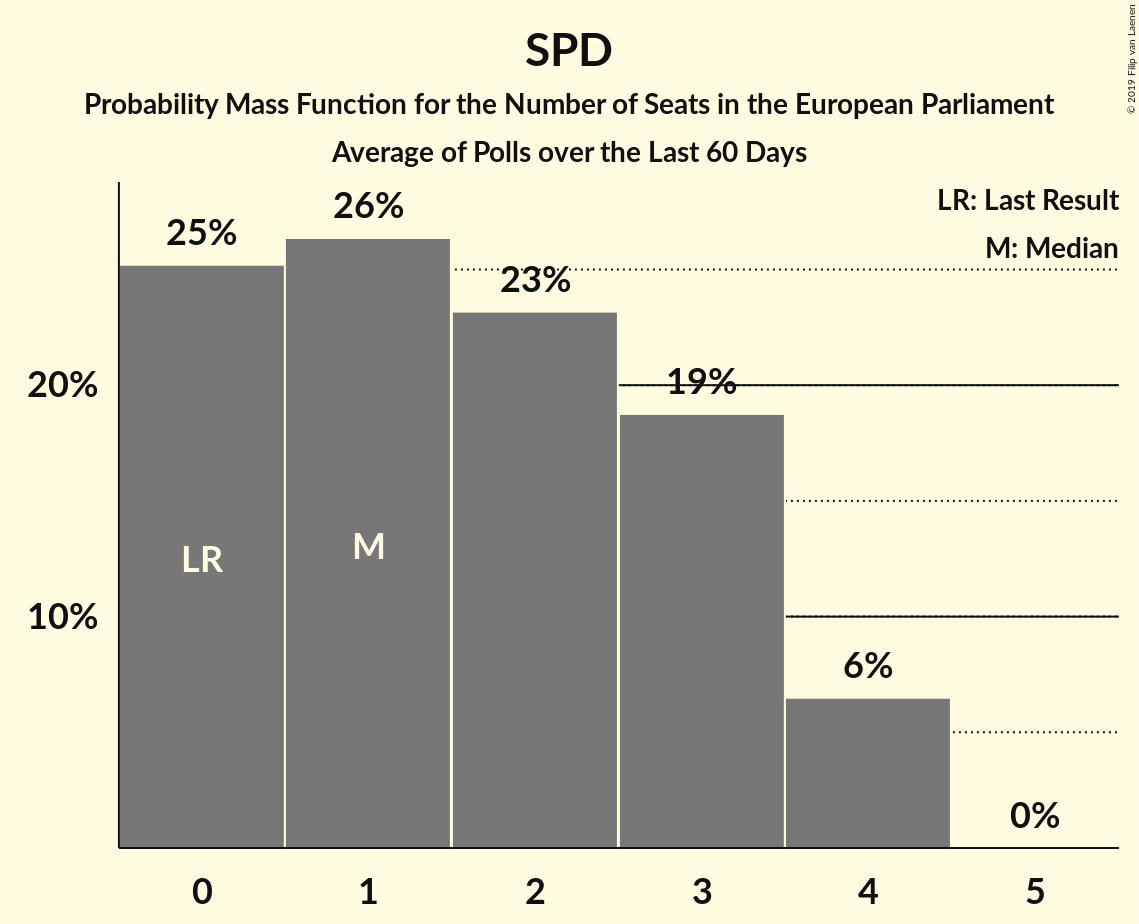 SPD
Probability Mass Function for the Number of Seats in the European Parliament
Average of Polls over the Last 60 Days
© 2019 Filip van Laenen
LR: Last Result
M: Median
25%
26%
23%
19%
6%
0%
20%
10%
LR
M
0
1
2
3
4
5